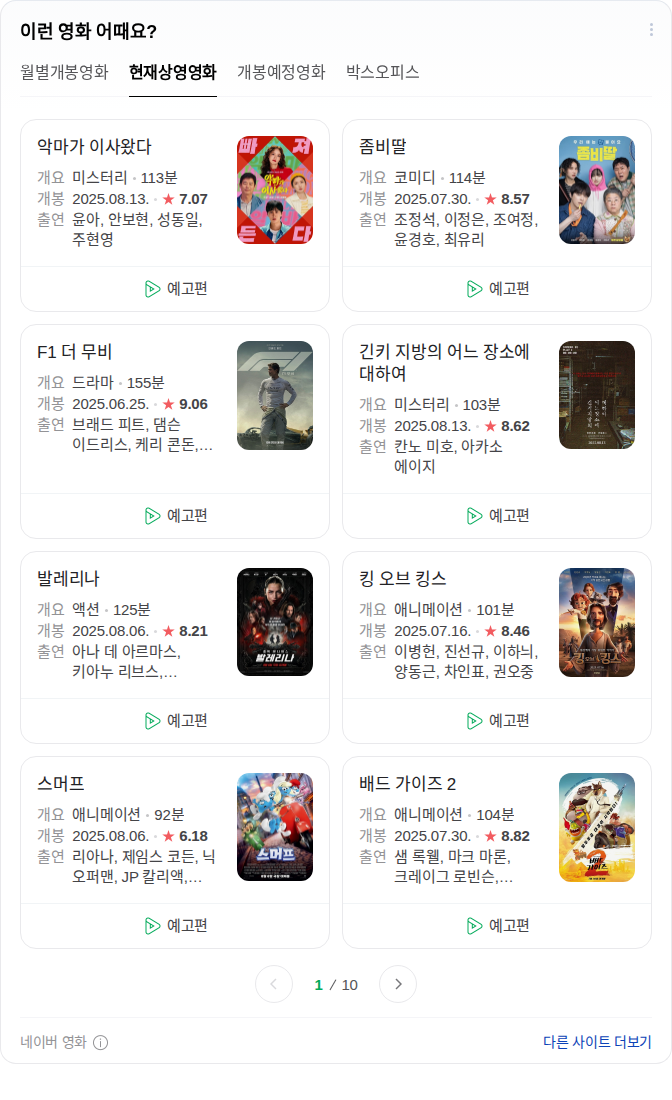 이런 영화 어때요?
월별개봉영화 현재상영영화 개봉예정영화 박스오피스
악마가 이사왔다
개요 미스터리 · 113분
개봉 2025.08.13. · ★ 7.07
출연 윤아, 안보현, 성동일,
주현영
예고편
좀비딸
개요 코미디 · 114분
개봉 2025.07.30. · ★ 8.57
출연 조정석, 이정은, 조여정,
윤경호, 최유리
좀비딸
예고편
F1 더 무비
개요 드라마 · 155분
개봉 2025.06.25. · ★ 9.06
출연 브래드 피트, 댐슨
이드리스, 케리 콘돈,...
예고편
긴키 지방의 어느 장소에
대하여
개요 미스터리 · 103분
개봉 2025.08.13. · ★ 8.62
출연 칸노 미호, 아카소
에이지
예고편
발레리나
개요 액션 · 125분
개봉 2025.08.06. · ★ 8.21
출연 아나 데 아르마스,
키아누 리브스,...
발레리나
예고편
킹 오브 킹스
개요 애니메이션 · 101분
개봉 2025.07.16. · ★ 8.46
출연 이병헌, 진선규, 이하늬,
양동근, 차인표, 권오중
예고편
스머프
개요 애니메이션 · 92분
개봉 2025.08.06. · ★ 6.18
출연 리아나, 제임스 코든, 닉
오퍼맨, JP 칼리액,...
스머프
예고편
배드 가이즈 2
개요 애니메이션 · 104분
개봉 2025.07.30. · ★ 8.82
출연 샘 록웰, 마크 마론,
크레이그 로빈슨,...
예고편
1 / 10
네이버 영화
다른 사이트 더보기